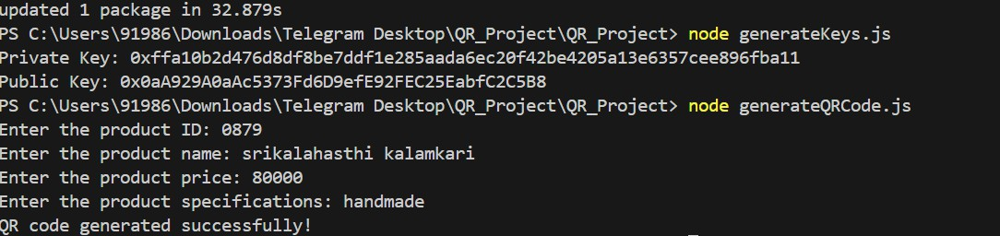 updated 1 package in 32.879s
PS C:\Users\91986\Downloads\Telegram Desktop\QR_Project\QR_Project> node generateKeys.js
Private Key: 0xffa10b2d476d8df8be7ddf1e285aada6ec20f42be4205a13e6357cee896fba11
Public Key: 0x0aA929A0aAc5373Fd6D9efE92FEC25EabfC2C5B8
PS C:\Users\91986\Downloads\Telegram Desktop\QR_Project\QR_Project> node generateQRCode.js
Enter the product ID: 0879
Enter the product name: srikalahasthi kalamkari
Enter the product price: 80000
Enter the product specifications: handmade
QR code generated successfully!